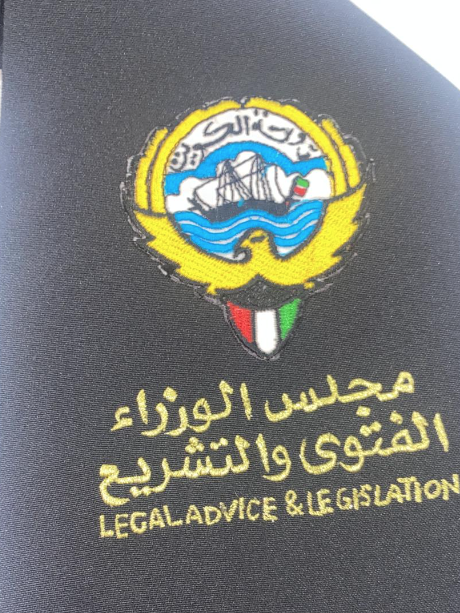 دولة الكويت
مجلس الوزراء
الفتوى والتشريع
LEGAL ADVICE & LEGISLATION